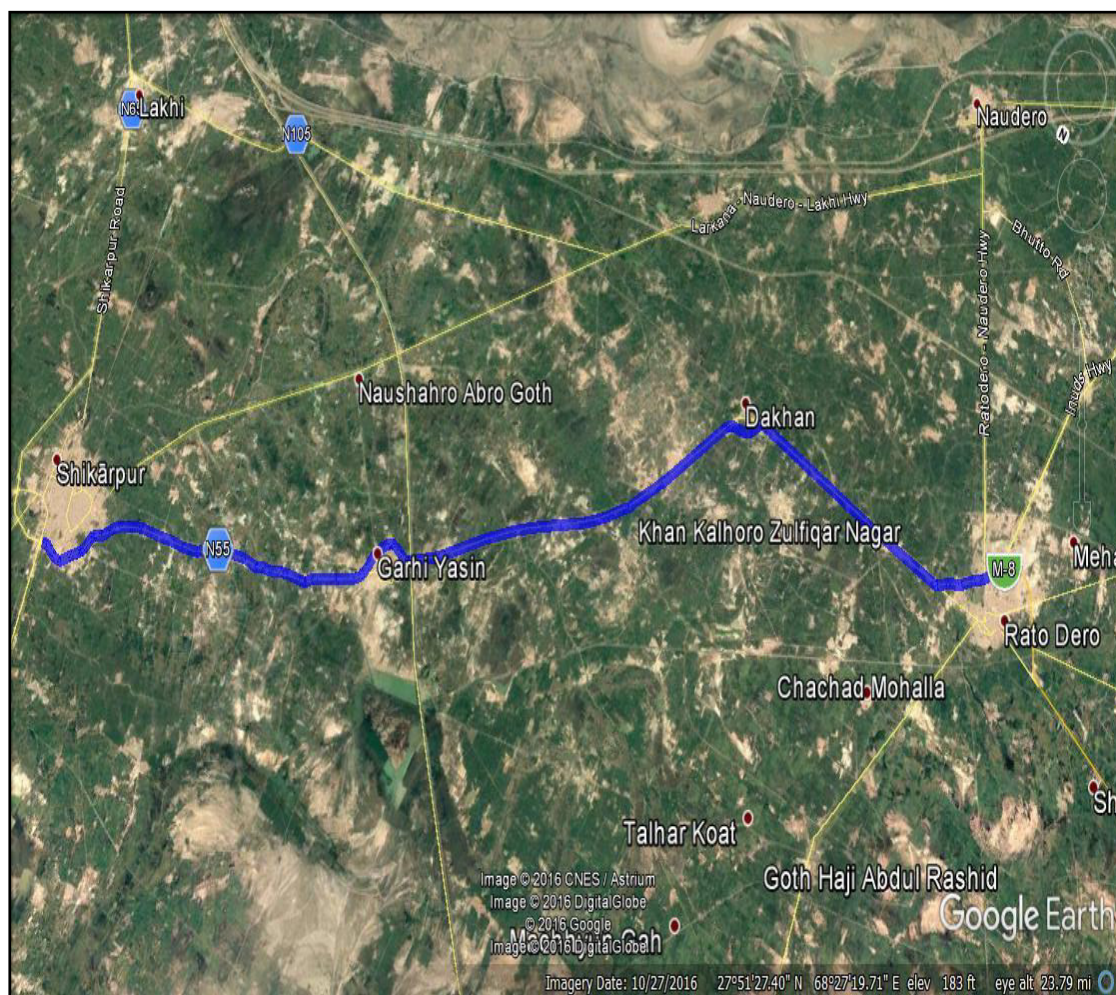 Lakhi
N105
Naudero
N
Shikarpur Road
Larkana - Naudero - Lakhi Hwy
Bhutto Rd
Ratodero - Naudero Hwy
Inuds Hwy
Naushahro Abro Goth
Dakhan
Shikārpur
N55
Garhi Yasin
Khan Kalhoro Zulfiqar Nagar
M-8
Meha
Rato Dero
Chachad Mohalla
Sh
Talhar Koat
Goth Haji Abdul Rashid
Image © 2016 CNES / Astrium
Image © 2016 DigitalGlobe
© 2016 Google
Image © 2016 DigitalGlobe
Google Earth
Imagery Date: 10/27/2016 27°51'27.40" N 68°27'19.71" E elev 183 ft eye alt 23.79 mi